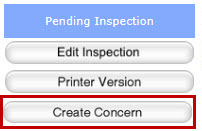 Pending Inspection
Edit Inspection
Printer Version
Create Concern